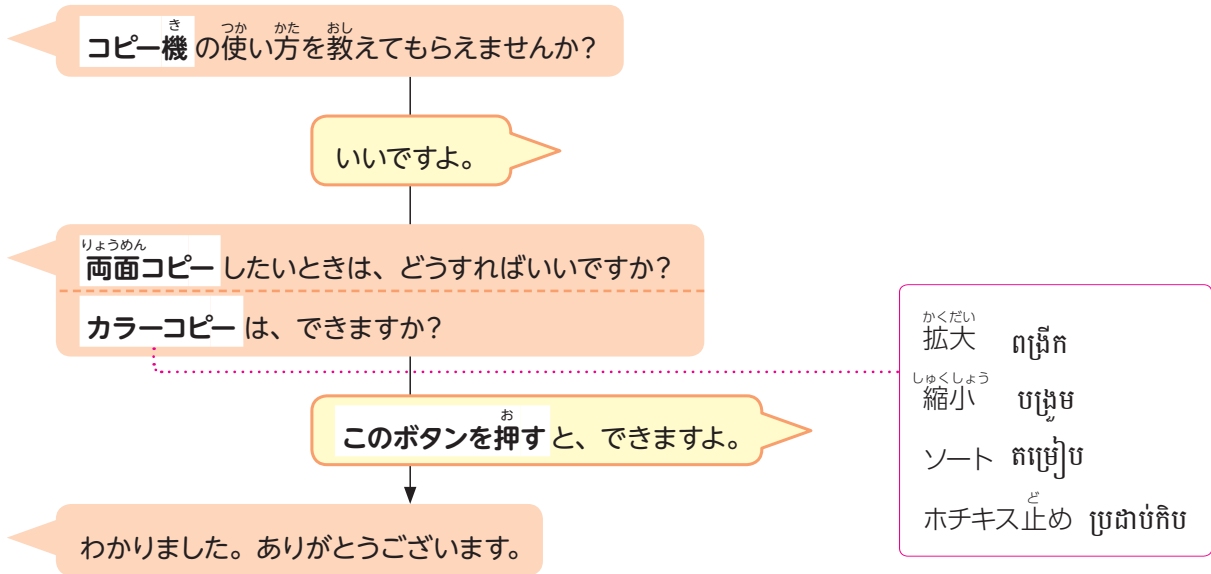 コピー機の使い方を教えてもらえませんか？
き つか かた おし
いいですよ。
りょうめん
両面コピーしたいときは、どうすればいいですか？
カラーコピーは、できますか？
お
このボタンを押すと、できますよ。
わかりました。ありがとうございます。
かくだい
拡大 ពង្រីក
しゅくしょう
縮小 បង្រួម
ソート តម្រៀប
ど
ホチキス止め ប្រដាប់កិប